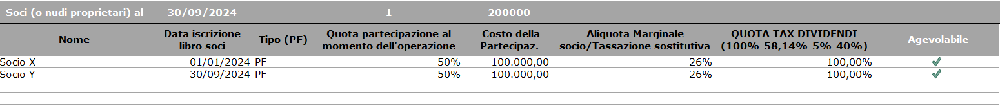 Soci (o nudi proprietari) al 30/09/2024 1 200000
Nome Data iscrizione libro soci Tipo (PF) Quota partecipazione al momento dell'operazione Costo della Partecipaz. Aliquota Marginale socio/Tassazione sostitutiva QUOTA TAX DIVIDENDI (100%-58,14%-5%-40%) Agevolabile
Socio X 01/01/2024 PF 50% 100.000,00 26% 100,00%
Socio Y 30/09/2024 PF 50% 100.000,00 26% 100,00%